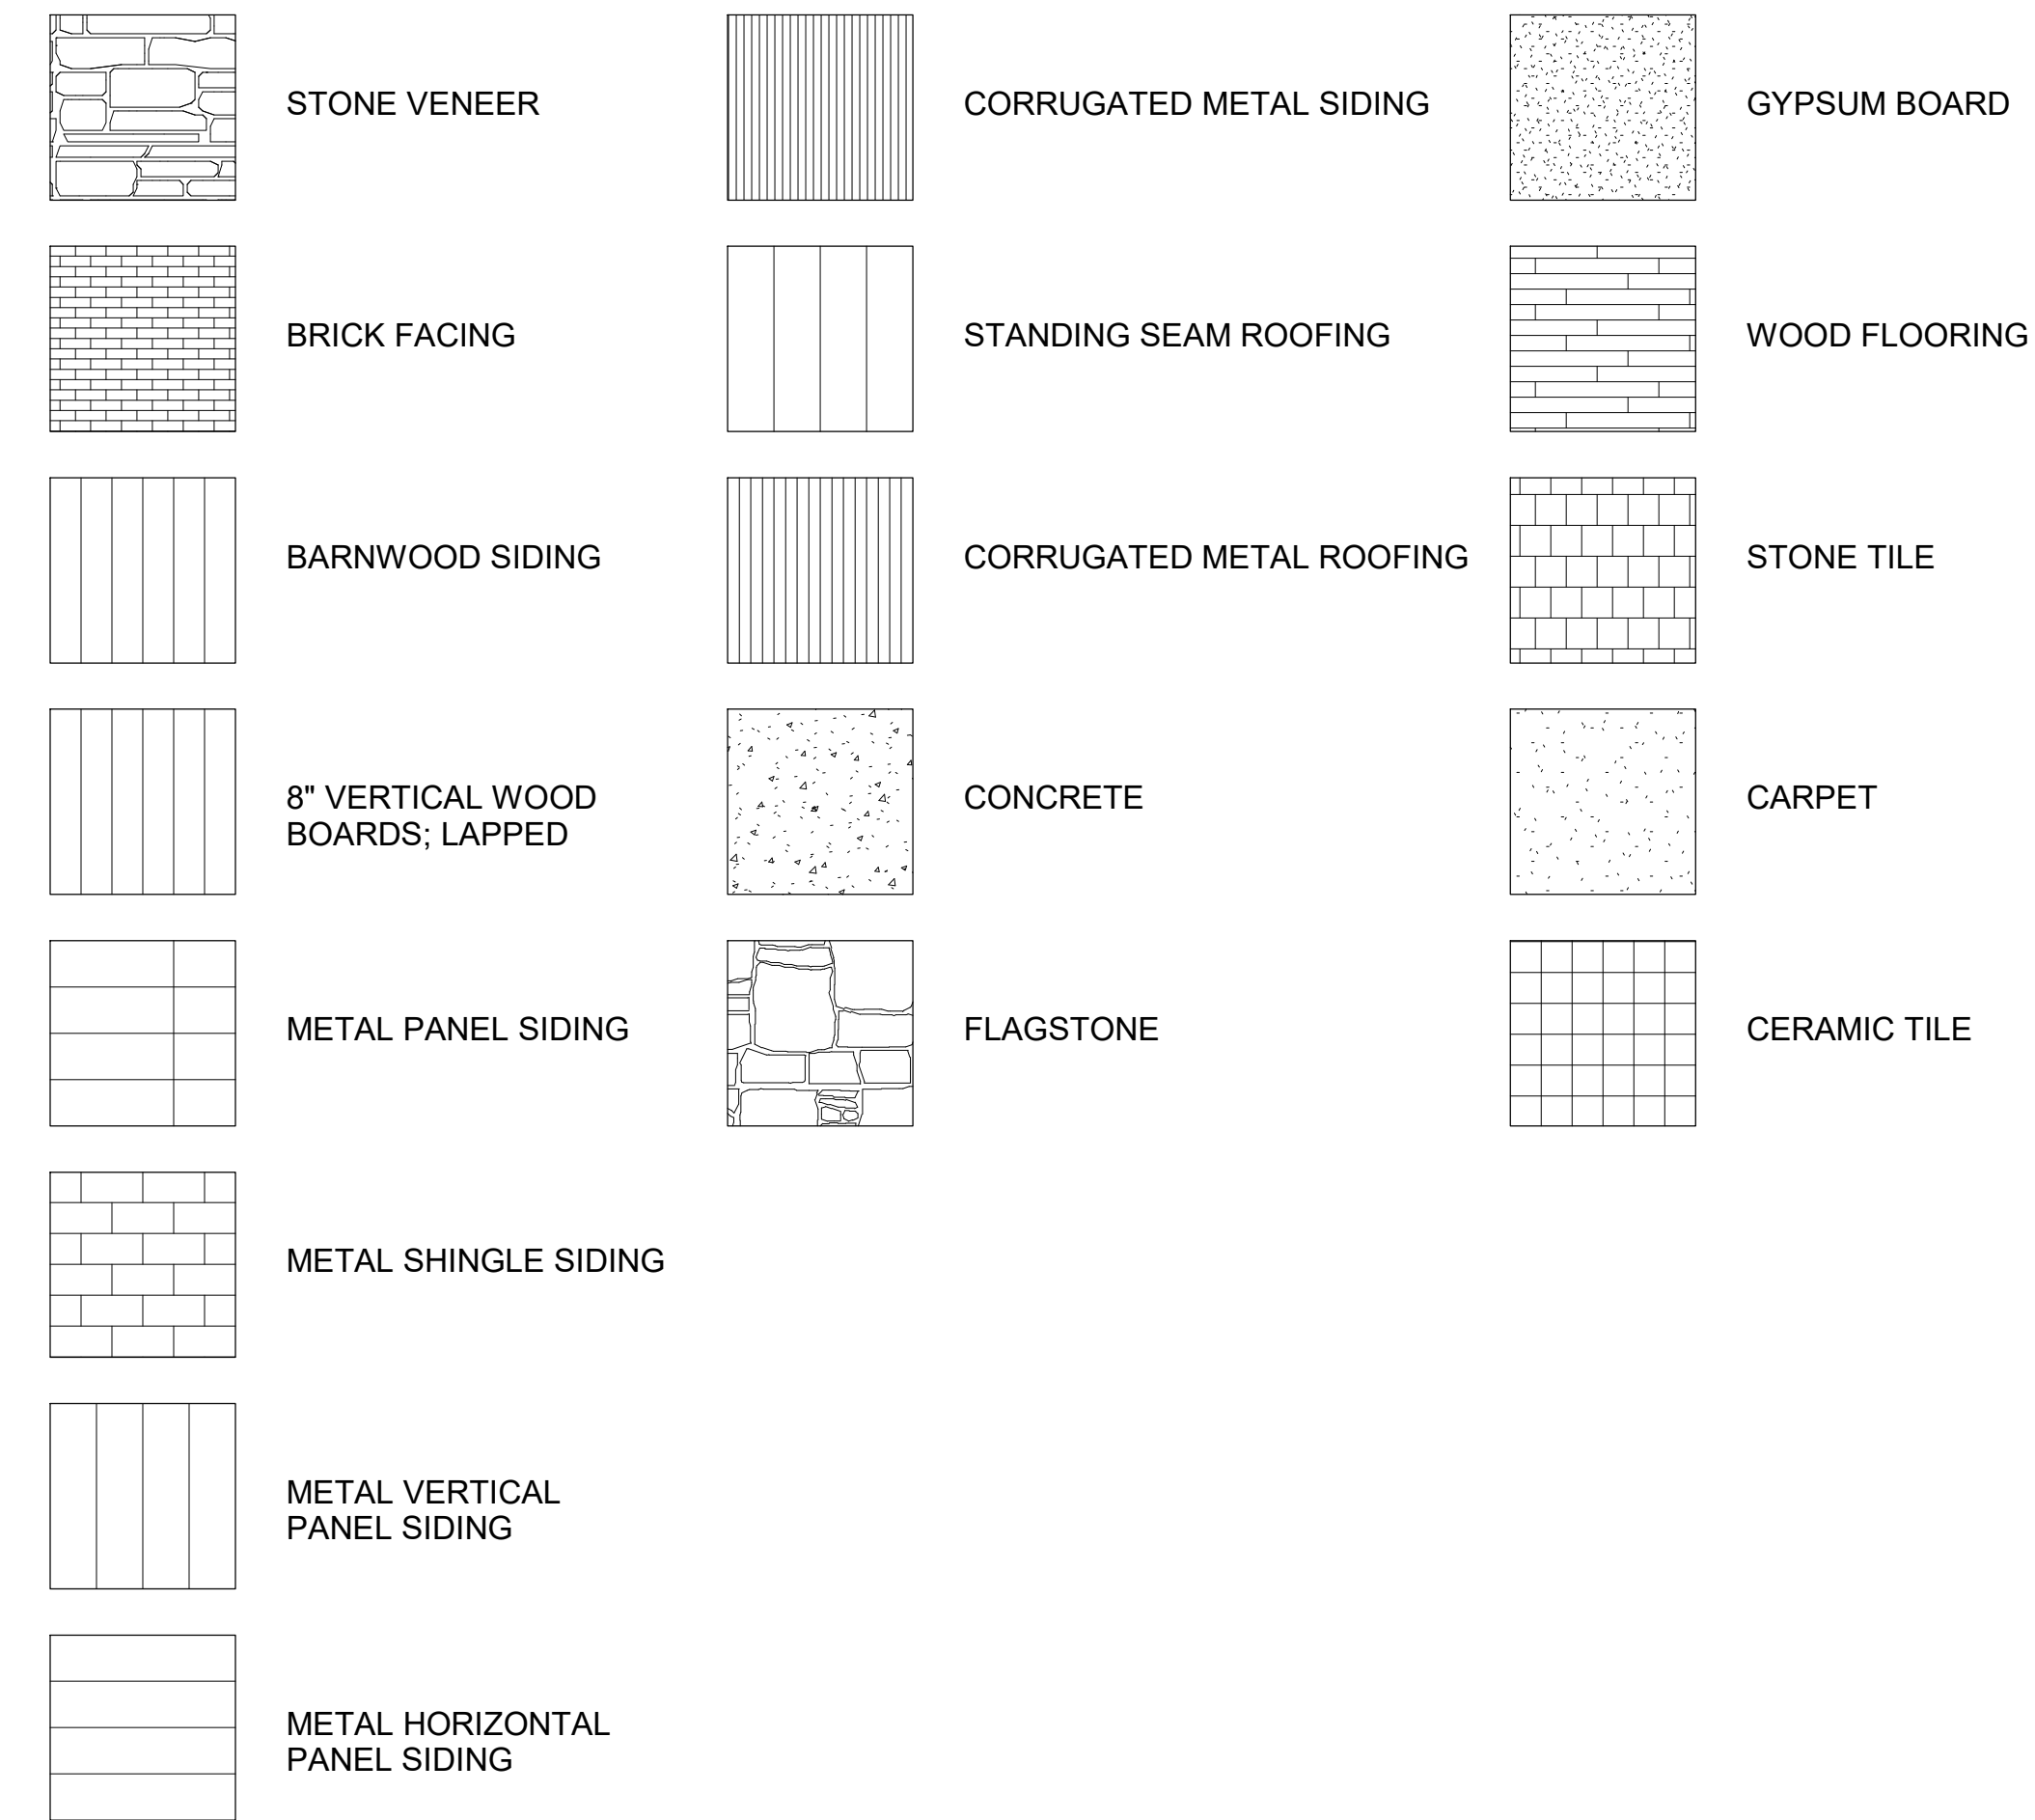 STONE VENEER
BRICK FACING
BARNWOOD SIDING
8" VERTICAL WOOD
BOARDS; LAPPED
METAL PANEL SIDING
METAL SHINGLE SIDING
METAL VERTICAL
PANEL SIDING
METAL HORIZONTAL
PANEL SIDING
CORRUGATED METAL SIDING
STANDING SEAM ROOFING
CORRUGATED METAL ROOFING
CONCRETE
FLAGSTONE
GYPSUM BOARD
WOOD FLOORING
STONE TILE
CARPET
CERAMIC TILE